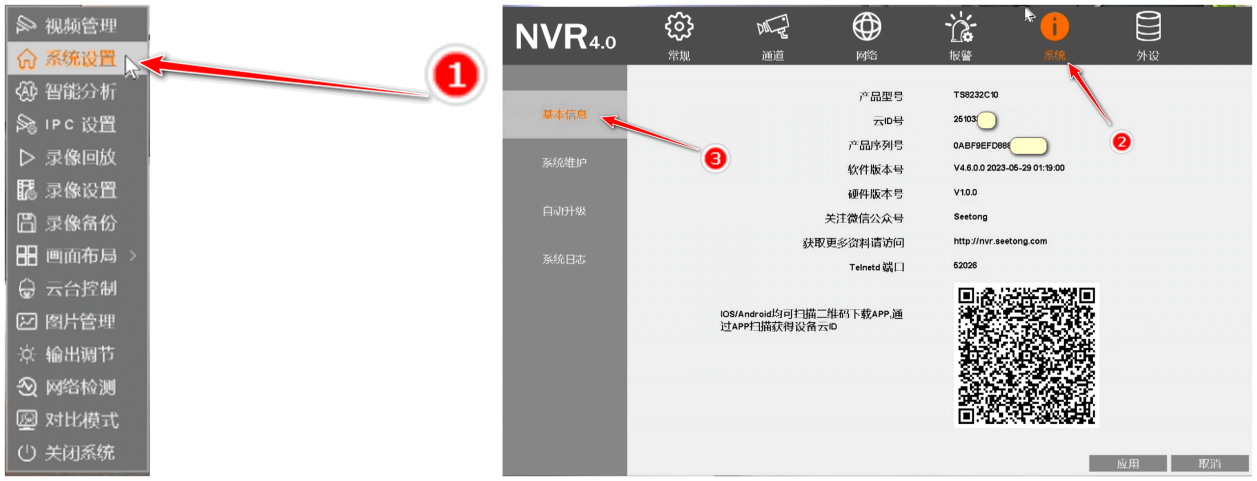 视频管理
系统设置
智能分析
IPC 设置
录像回放
录像设置
录像备份
画面布局 >
云台控制
图片管理
输出调节
网络检测
对比模式
关闭系统
1
NVR4.0
常规
通道
网络
报警
系统
外设
2
基本信息
3
系统维护
自动升级
系统日志
产品型号 TS8232C10
云ID号 25103
产品序列号 0ABF9EFD88
软件版本号 V4.6.0.0 2023-05-29 01:19:00
硬件版本号 V1.0.0
关注微信公众号 Seetong
获取更多资料请访问 http://nvr.seetong.com
Telnetd 端口 52026
IOS/Android均可扫描二维码下载APP,通
过APP扫描获得设备云ID
应用
取消